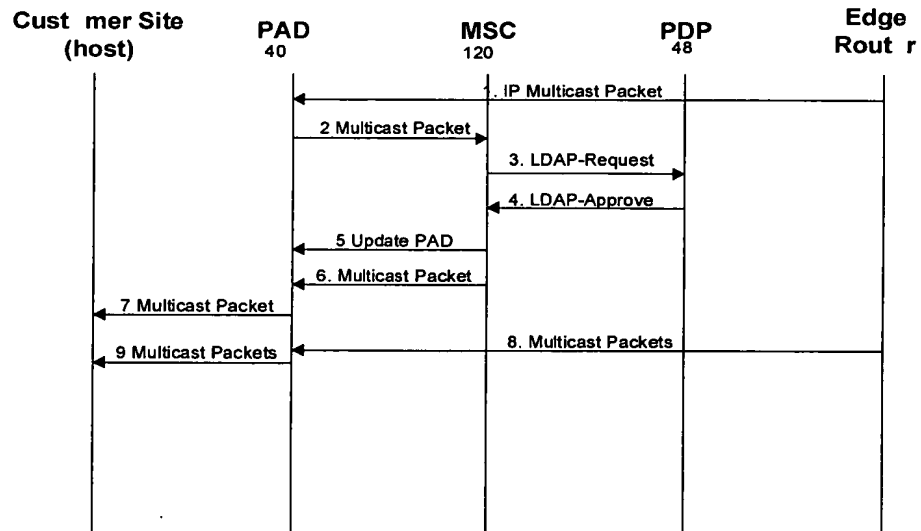 Cust mer Site
(host)
PAD
40
MSC
120
PDP
48
Edge
Rout r
1. IP Multicast Packet
2 Multicast Packet
3. LDAP-Request
4. LDAP-Approve
5 Update PAD
6. Multicast Packet
7 Multicast Packet
8. Multicast Packets
9 Multicast Packets